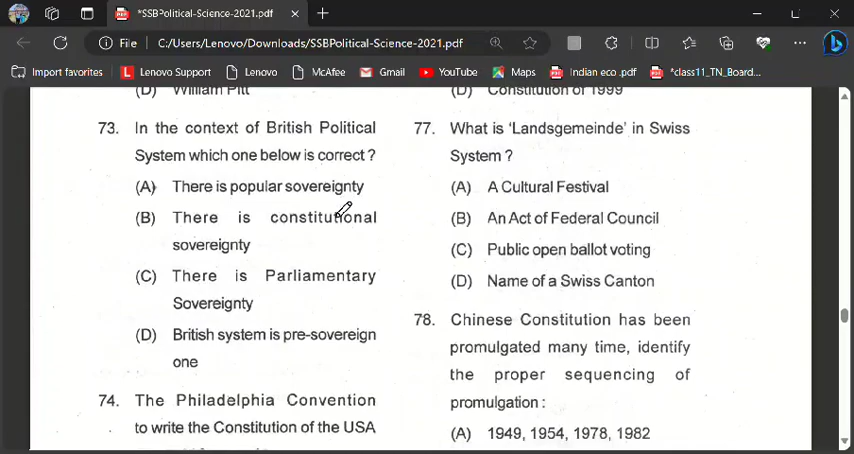 *SSBPolitical-Science-2021.pdf
File C:/Users/Lenovo/Downloads/SSBPolitical-Science-2021.pdf
Import favorites Lenovo Support Lenovo McAfee Gmail YouTube Maps Indian eco .pdf *class11_TN_Board...
(D) William Pitt
73. In the context of British Political
System which one below is correct ?
(A) There is popular sovereignty
(B) There is constitutional
sovereignty
(C) There is Parliamentary
Sovereignty
(D) British system is pre-sovereign
one
74. The Philadelphia Convention
to write the Constitution of the USA
(D) Constitution of 1999
77. What is ‘Landsgemeinde’ in Swiss
System ?
(A) A Cultural Festival
(B) An Act of Federal Council
(C) Public open ballot voting
(D) Name of a Swiss Canton
78. Chinese Constitution has been
promulgated many time, identify
the proper sequencing of
promulgation :
(A) 1949, 1954, 1978, 1982